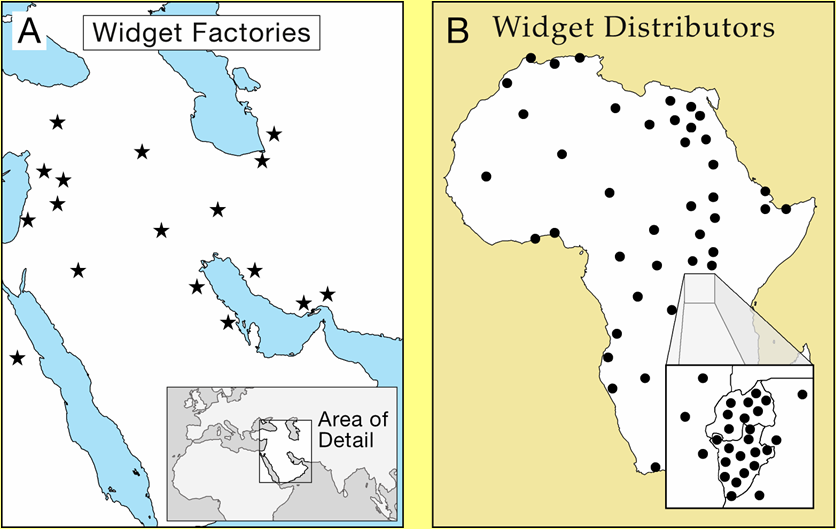 A
Widget Factories
Area of
Detail
B
Widget Distributors